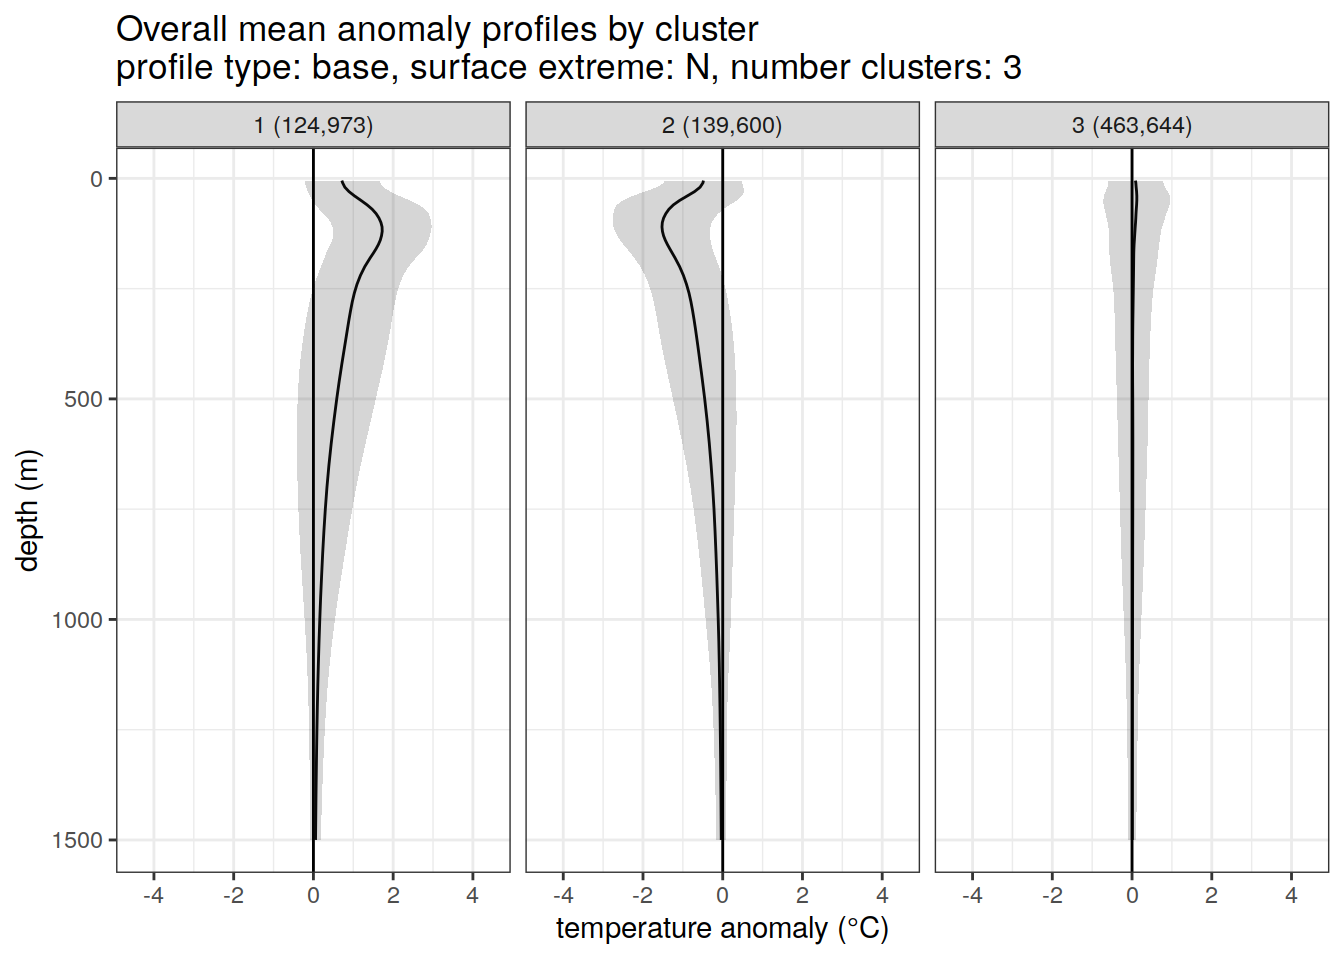 Overall mean anomaly profiles by cluster
profile type: base, surface extreme: N, number clusters: 3
1 (124,973)
2 (139,600)
3 (463,644)
0
500
1000
1500
depth (m)
-4 -2 0 2 4
-4 -2 0 2 4
-4 -2 0 2 4
temperature anomaly (°C)